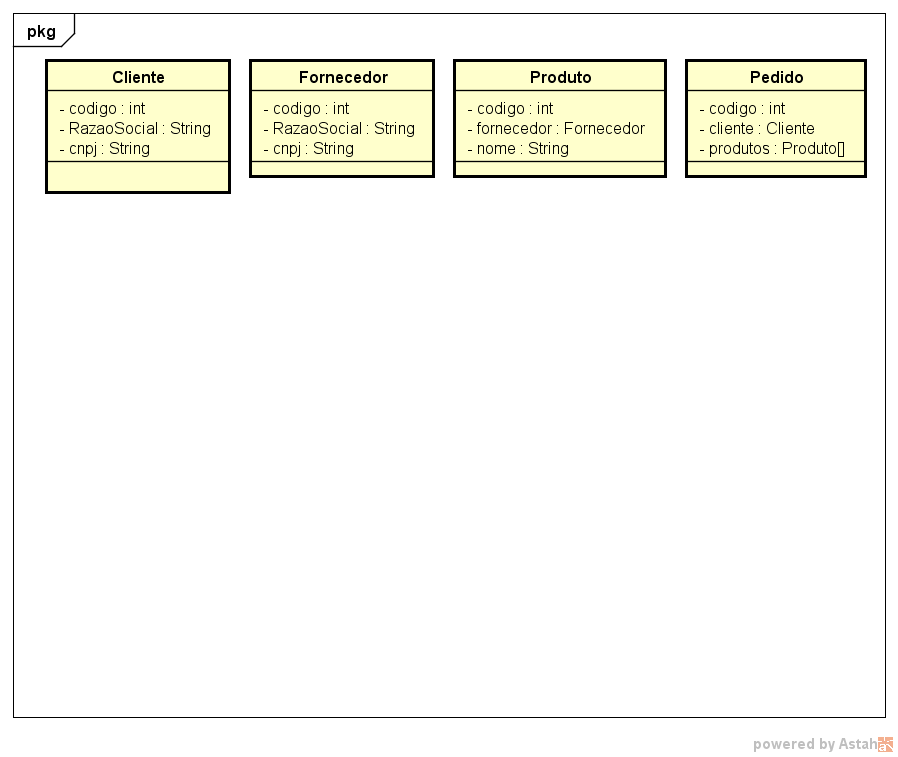 pkg
Cliente
- codigo : int
- RazaoSocial : String
- cnpj : String
Fornecedor
- codigo : int
- RazaoSocial : String
- cnpj : String
Produto
- codigo : int
- fornecedor : Fornecedor
- nome : String
Pedido
- codigo : int
- cliente : Cliente
- produtos : Produto[]
powered by Astah